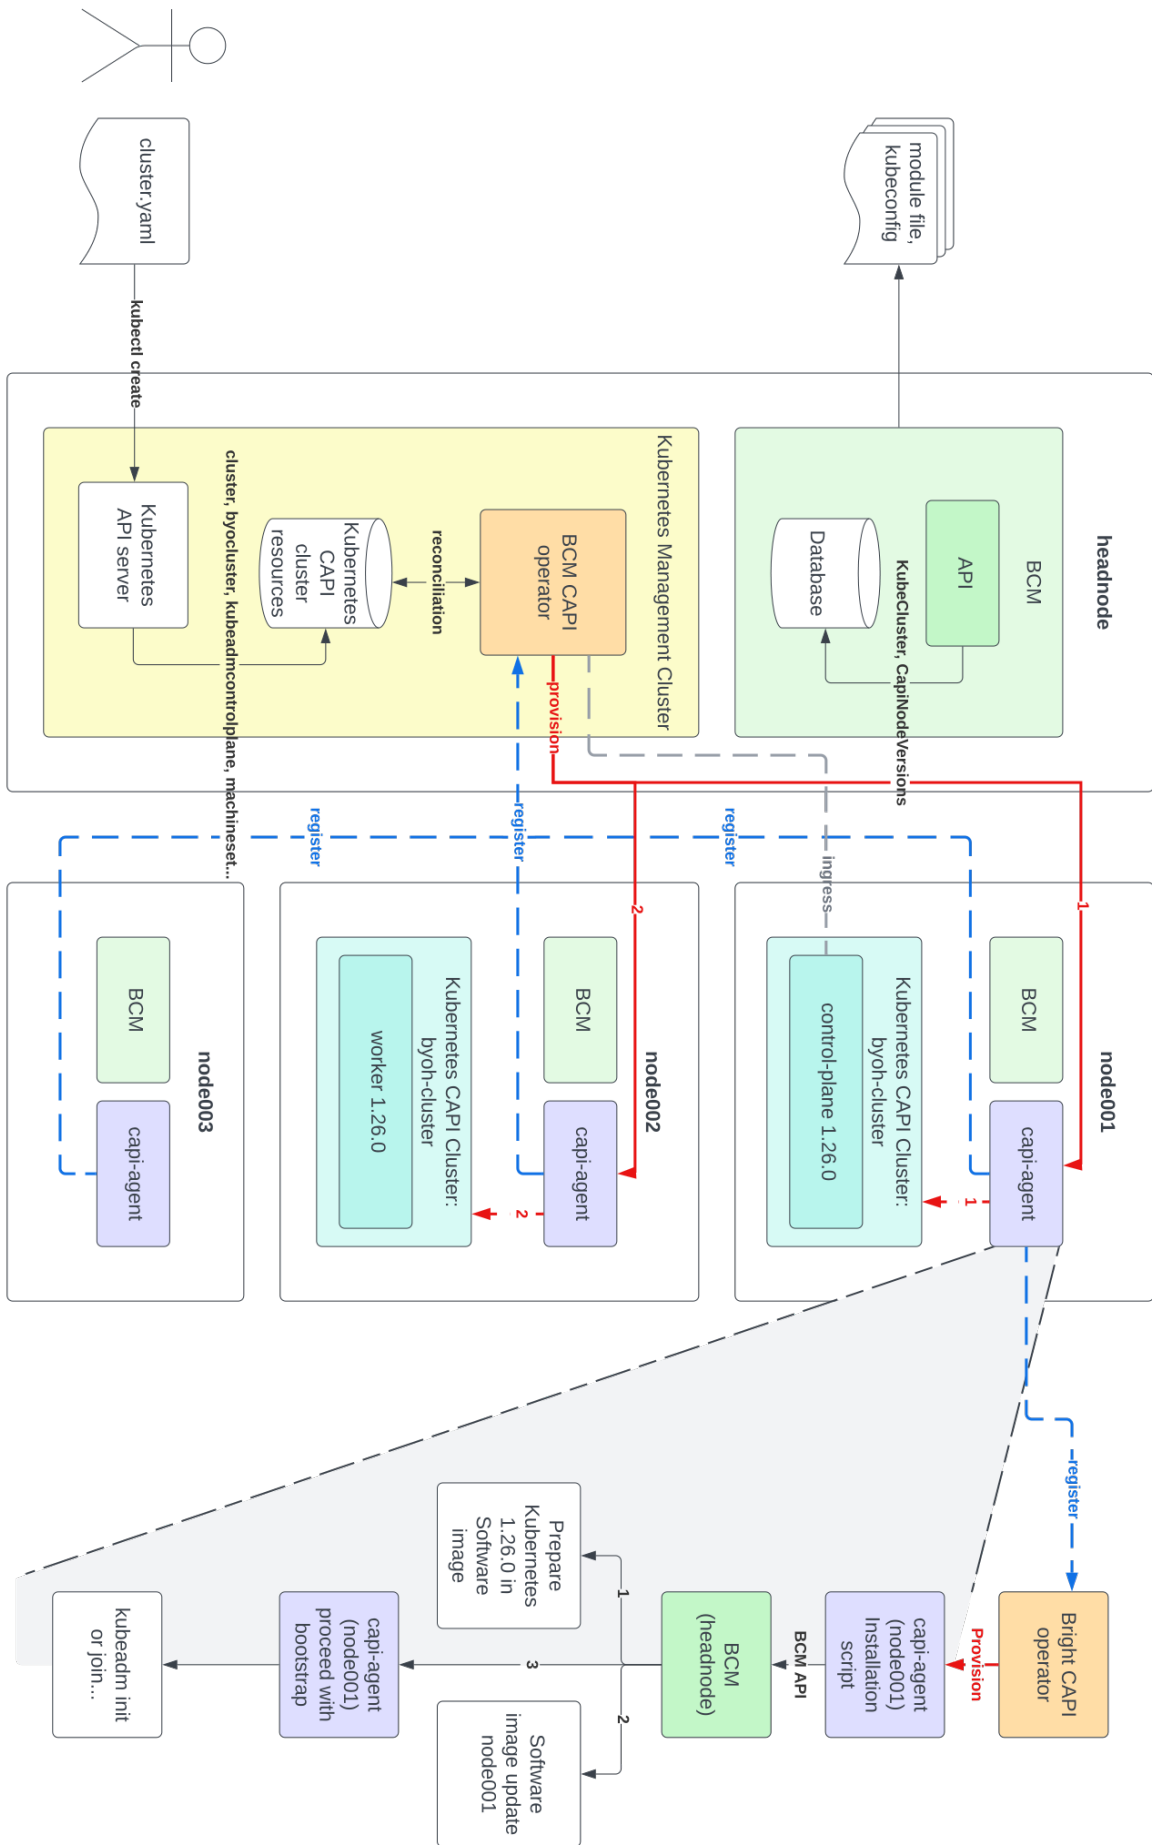 module file,
kubeconfig
cluster.yaml
kubectl create
headnode
BCM
API
KubeCluster, CapiNodeVersions
Database
Kubernetes Management Cluster
BCM CAPI
operator
provision
reconciliation
Kubernetes
CAPI
cluster
resources
cluster, byocluster, kubeadmcontrolplane, machineset...
Kubernetes
API server
1
2
ingress
register
register
register
node001
BCM
capi-agent
1
Kubernetes CAPI Cluster:
byoh-cluster
control-plane 1.26.0
node002
BCM
capi-agent
2
Kubernetes CAPI Cluster:
byoh-cluster
worker 1.26.0
node003
BCM
capi-agent
register
Bright CAPI
operator
Provision
capi-agent
(node001)
Installation
script
BCM API
BCM
(headnode)
1
2
3
Prepare
Kubernetes
1.26.0 in
Software
image
Software
image update
node001
capi-agent
(node001)
proceed with
bootstrap
kubeadm init
or join...